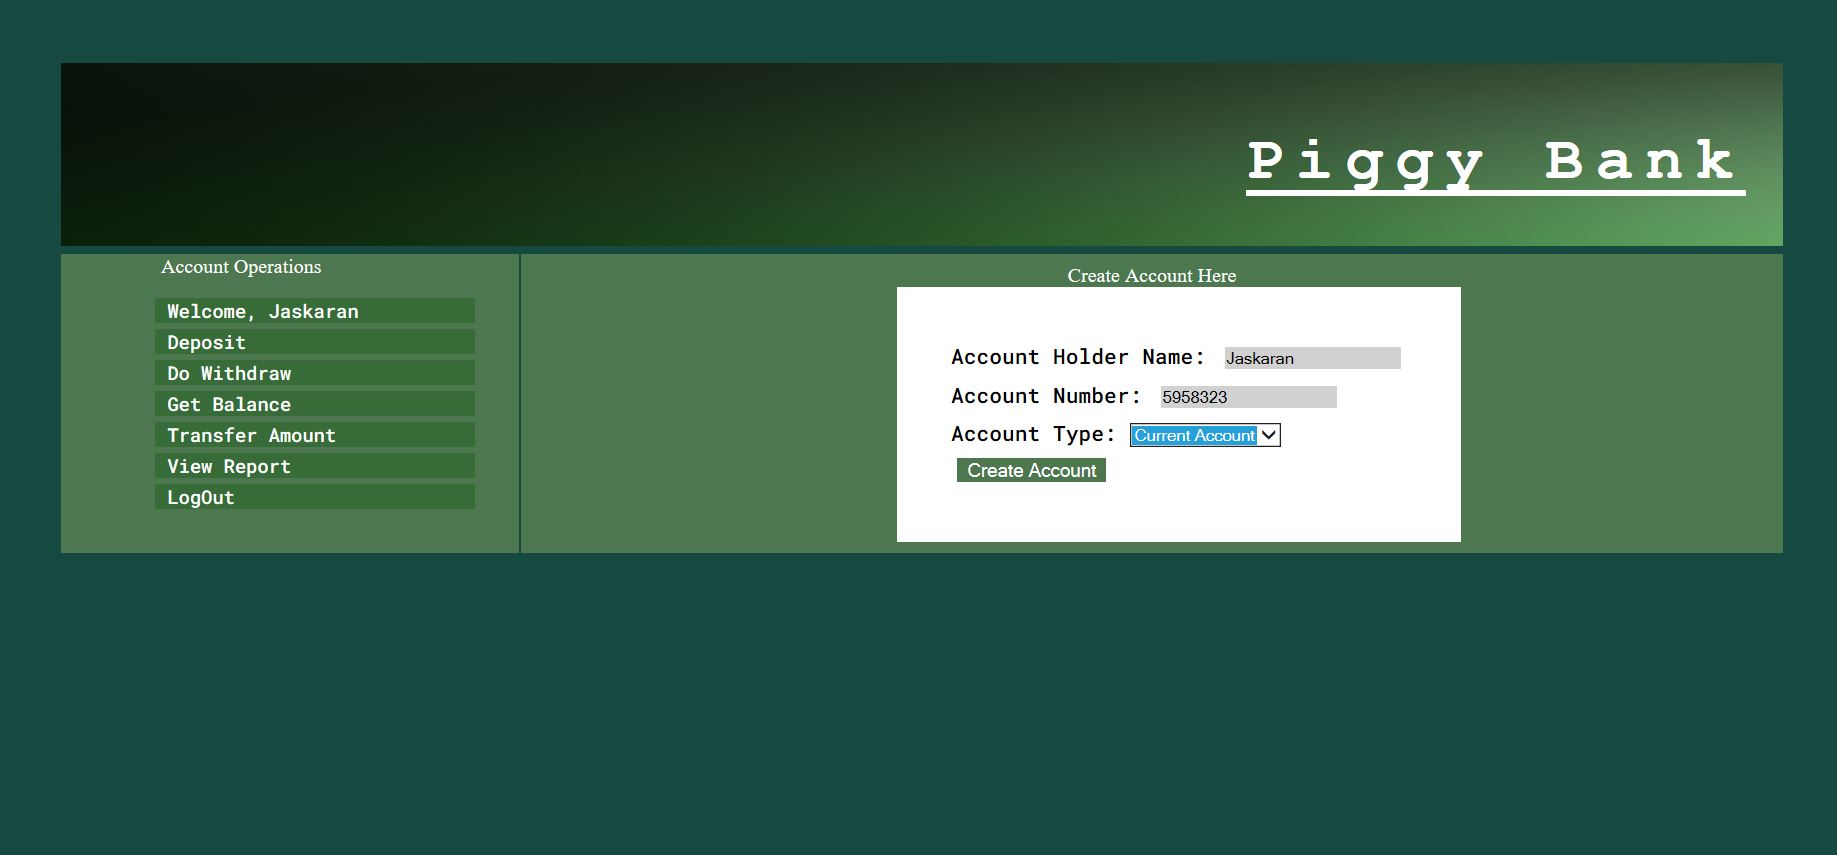 Piggy Bank
Account Operations
Welcome, Jaskaran
Deposit
Do Withdraw
Get Balance
Transfer Amount
View Report
LogOut
Create Account Here
Account Holder Name: Jaskaran
Account Number: 5958323
Account Type: Current Account
Create Account